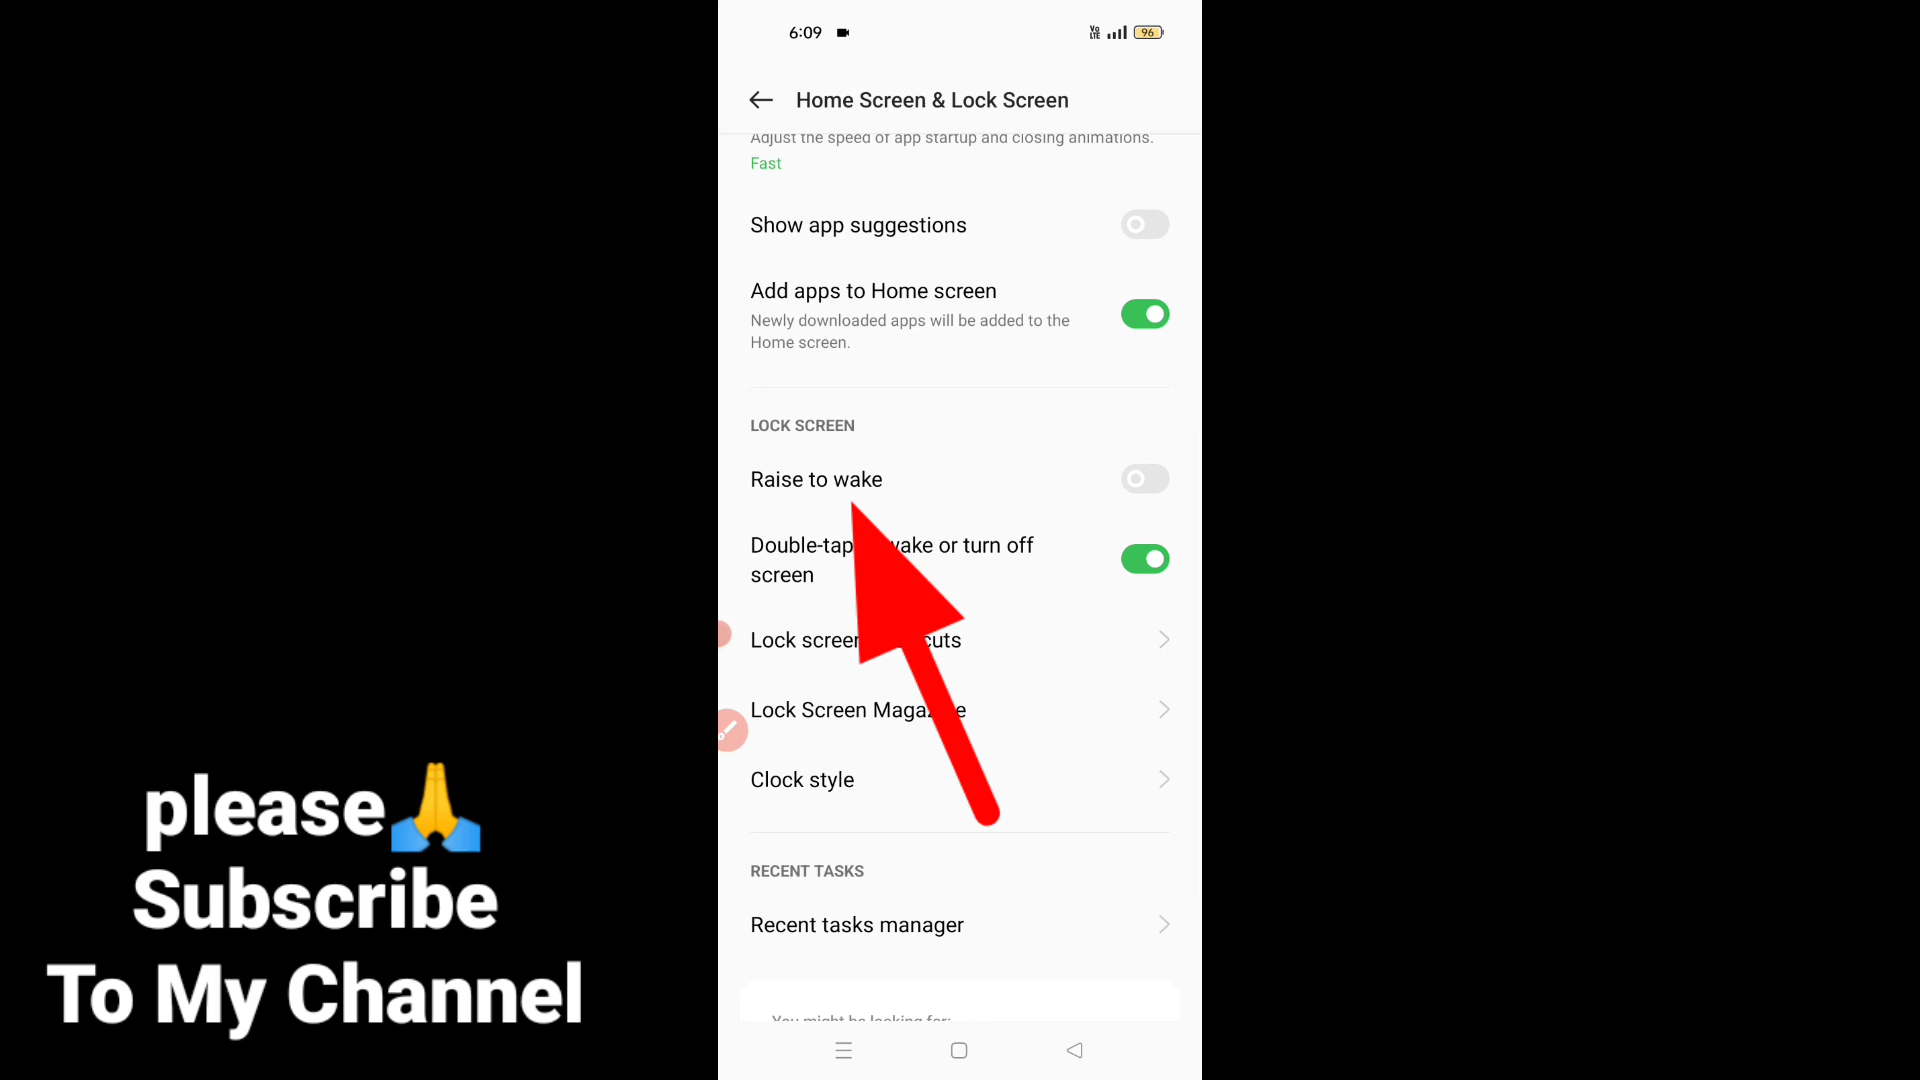 6:09
Vo LTE
96
Home Screen & Lock Screen
Adjust the speed of app startup and closing animations.
Fast
Show app suggestions
Add apps to Home screen
Newly downloaded apps will be added to the
Home screen.
LOCK SCREEN
Raise to wake
Double-tap wake or turn off
screen
Lock screen
Lock Screen Magazine
Clock style
RECENT TASKS
Recent tasks manager
You might be looking for:
please🙏
Subscribe
To My Channel